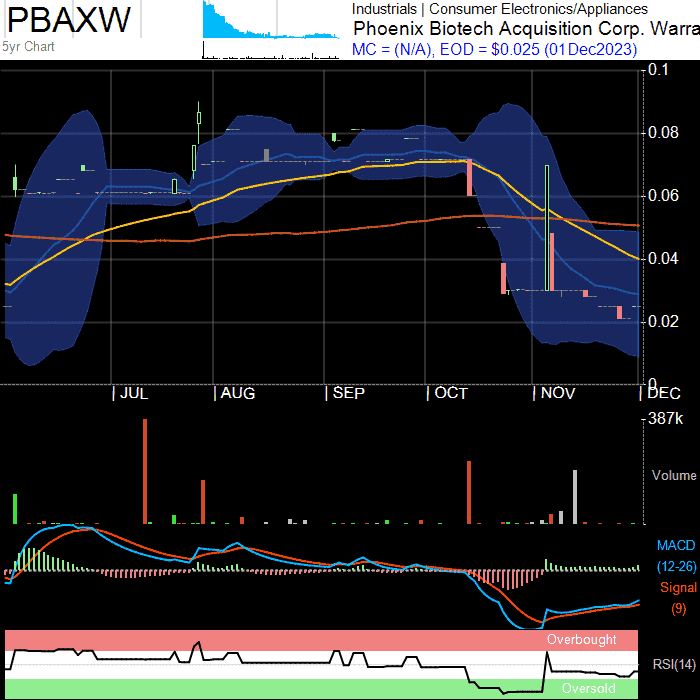 PBAXW
5yr Chart
Industrials | Consumer Electronics/Appliances
Phoenix Biotech Acquisition Corp. Warra
MC = (N/A), EOD = $0.025 (01Dec2023)
0.1
0.08
0.06
0.04
0.02
0
| JUL | AUG | SEP | OCT | NOV | DEC
387k
Volume
MACD
(12-26)
Signal
(9)
Overbought
RSI(14)
Oversold